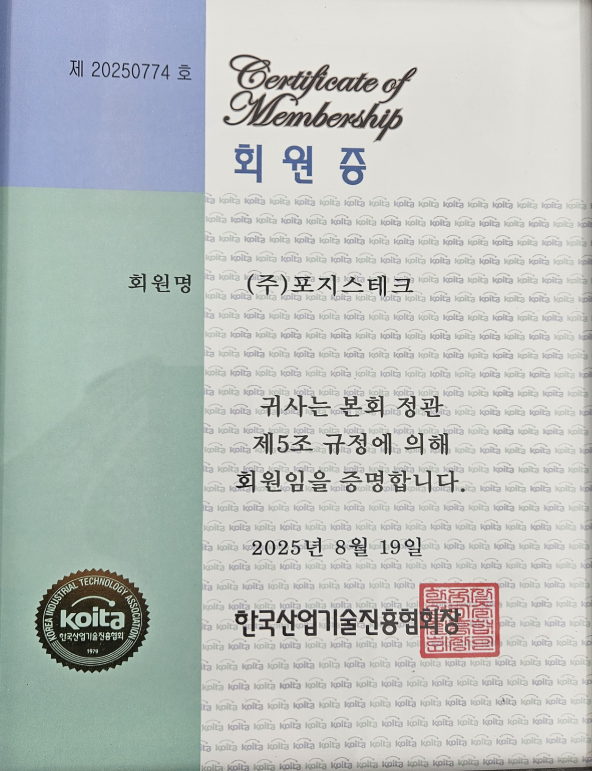 제 20250774 호
Certificate of
Membership
회원증
회원명 (주)포지스테크
귀사는 본회 정관
제5조 규정에 의해
회원임을 증명합니다.
2025년 8월 19일
한국산업기술진흥협회장
KOREA INDUSTRIAL TECHNOLOGY ASSOCIATION
koita
한국산업기술진흥협회
1979